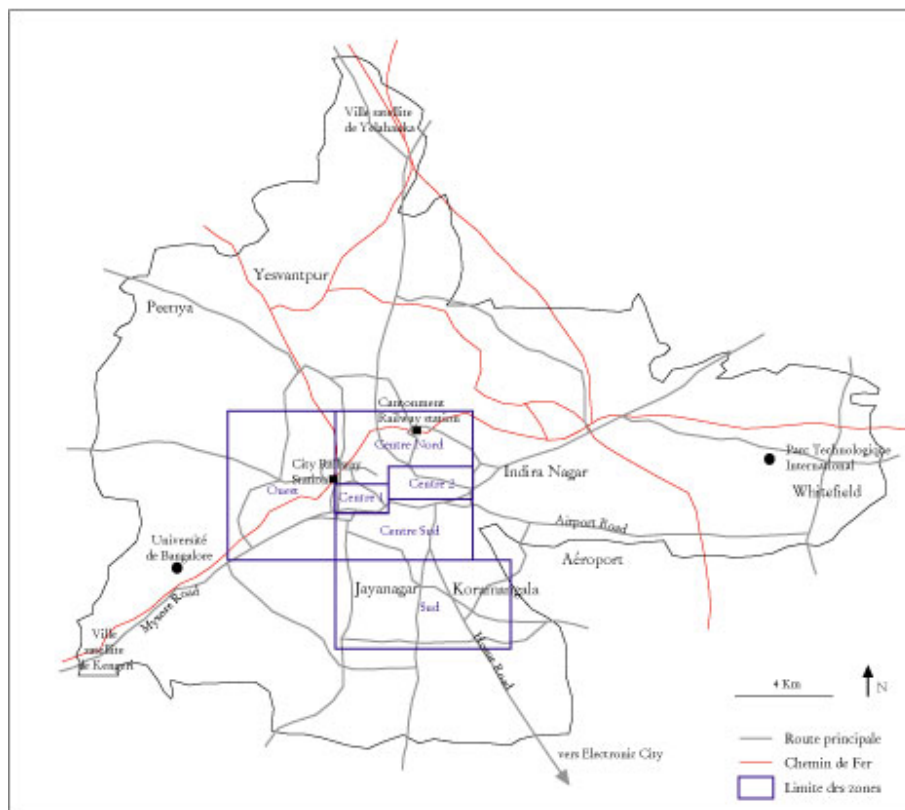 Ville satellite
de Yelahanka
Yesvantpur
Peenya
Cantonment
Railway station
Centre Nord
City Railway
Station
Ouest
Centre 1
Centre 2
Indira Nagar
Parc Technologique
International
Whitefield
Centre Sud
Airport Road
Aéroport
Université
de Bangalore
Mysore Road
Jayanagar
Koramangala
Sud
Ville
satellite
de Kengeri
Hosur Road
vers Electronic City
4 Km
N
Route principale
Chemin de Fer
Limite des zones